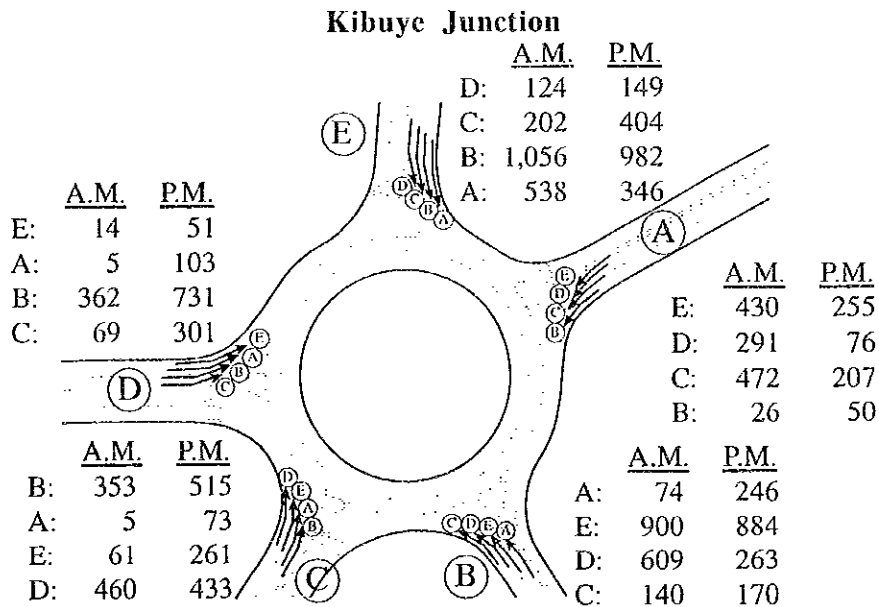 Kibuye Junction
A.M. P.M.
D: 124 149
C: 202 404
B: 1,056 982
A: 538 346
E
D C B A
A.M. P.M.
E: 14 51
A: 5 103
B: 362 731
C: 69 301
A
E
D
C
B
A.M. P.M.
E: 430 255
D: 291 76
C: 472 207
B: 26 50
E
A
B
C
D
A.M. P.M.
B: 353 515
A: 5 73
E: 61 261
D: 460 433
D
E
A
B
C
C D E A
B
A.M. P.M.
A: 74 246
E: 900 884
D: 609 263
C: 140 170